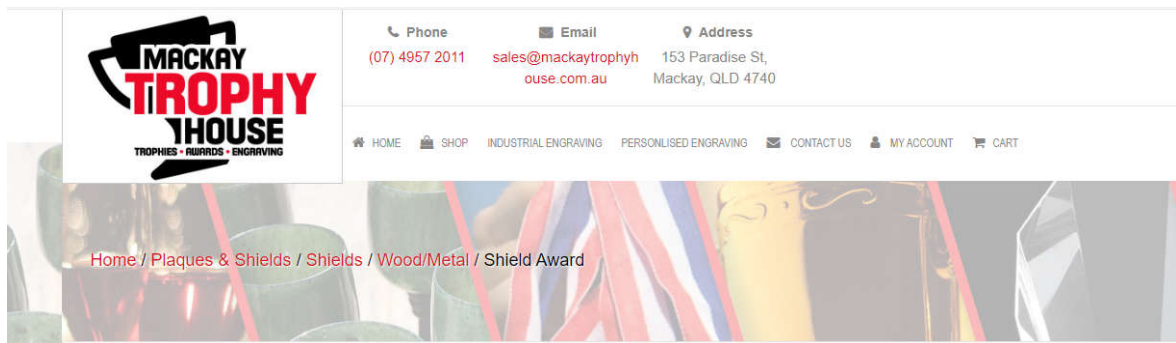 MACKAY
TROPHY
HOUSE
TROPHIES • AWARDS • ENGRAVING
Phone
(07) 4957 2011
Email
sales@mackaytrophyh
ouse.com.au
Address
153 Paradise St,
Mackay, QLD 4740
HOME SHOP INDUSTRIAL ENGRAVING PERSONLISED ENGRAVING CONTACT US MY ACCOUNT CART
Home / Plaques & Shields / Shields / Wood/Metal / Shield Award